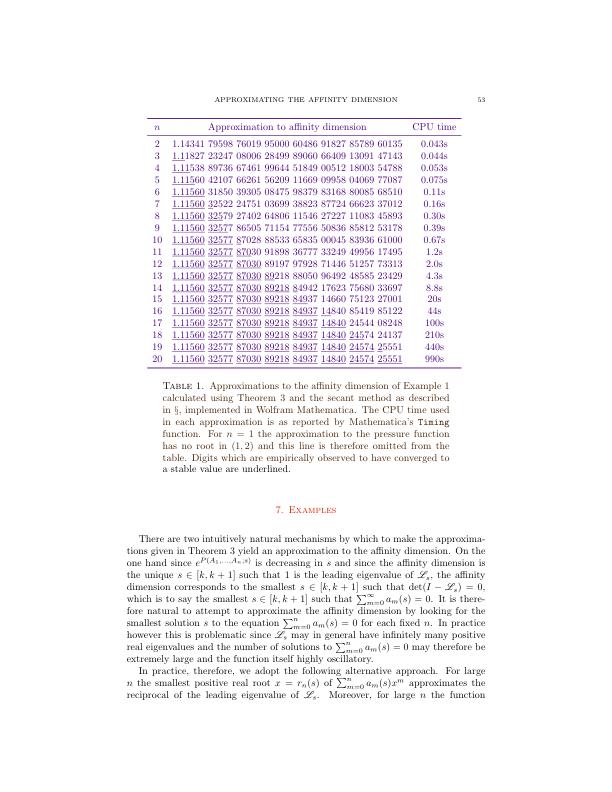 APPROXIMATING THE AFFINITY DIMENSION 53
n Approximation to affinity dimension CPU time
2 1.14341 79598 76019 95000 60486 91827 85789 60135 0.043s
3 1.11827 23247 08006 28499 89060 66409 13091 47143 0.044s
4 1.11538 89736 67461 99644 51849 00512 18003 54788 0.053s
5 1.11560 42107 66261 56209 11669 09958 04069 77087 0.075s
6 1.11560 31850 39305 08475 98379 83168 80085 68510 0.11s
7 1.11560 32522 24751 03699 38823 87724 66623 37012 0.16s
8 1.11560 32579 27402 64806 11546 27227 11083 45893 0.30s
9 1.11560 32577 86505 71154 77556 50836 85812 53178 0.39s
10 1.11560 32577 87028 88533 65835 00045 83936 61000 0.67s
11 1.11560 32577 87030 91898 36777 33249 49956 17495 1.2s
12 1.11560 32577 87030 89197 97928 71446 51257 73313 2.0s
13 1.11560 32577 87030 89218 88050 96492 48585 23429 4.3s
14 1.11560 32577 87030 89218 84942 17623 75680 33697 8.8s
15 1.11560 32577 87030 89218 84937 14660 75123 27001 20s
16 1.11560 32577 87030 89218 84937 14840 85419 85122 44s
17 1.11560 32577 87030 89218 84937 14840 24544 08248 100s
18 1.11560 32577 87030 89218 84937 14840 24574 24137 210s
19 1.11560 32577 87030 89218 84937 14840 24574 25551 440s
20 1.11560 32577 87030 89218 84937 14840 24574 25551 990s
TABLE 1. Approximations to the affinity dimension of Example 1
calculated using Theorem 3 and the secant method as described
in §, implemented in Wolfram Mathematica. The CPU time used
in each approximation is as reported by Mathematica's Timing
function. For n = 1 the approximation to the pressure function
has no root in (1, 2) and this line is therefore omitted from the
table. Digits which are empirically observed to have converged to
a stable value are underlined.
7. EXAMPLES
There are two intuitively natural mechanisms by which to make the approxima-
tions given in Theorem 3 yield an approximation to the affinity dimension. On the
one hand since e^{P(A_1,...,A_n,s)} is decreasing in s and since the affinity dimension is
the unique s ∈ [k, k + 1] such that 1 is the leading eigenvalue of ℒ_s, the affinity
dimension corresponds to the smallest s ∈ [k, k + 1] such that det(I − ℒ_s) = 0,
which is to say the smallest s ∈ [k, k + 1] such that ∑_{m=0}^∞ a_m(s) = 0. It is there-
fore natural to attempt to approximate the affinity dimension by looking for the
smallest solution s to the equation ∑_{m=0}^n a_m(s) = 0 for each fixed n. In practice
however this is problematic since ℒ_s may in general have infinitely many positive
real eigenvalues and the number of solutions to ∑_{m=0}^n a_m(s) = 0 may therefore be
extremely large and the function itself highly oscillatory.
In practice, therefore, we adopt the following alternative approach. For large
n the smallest positive real root x = r_n(s) of ∑_{m=0}^n a_m(s)x^m approximates the
reciprocal of the leading eigenvalue of ℒ_s. Moreover, for large n the function